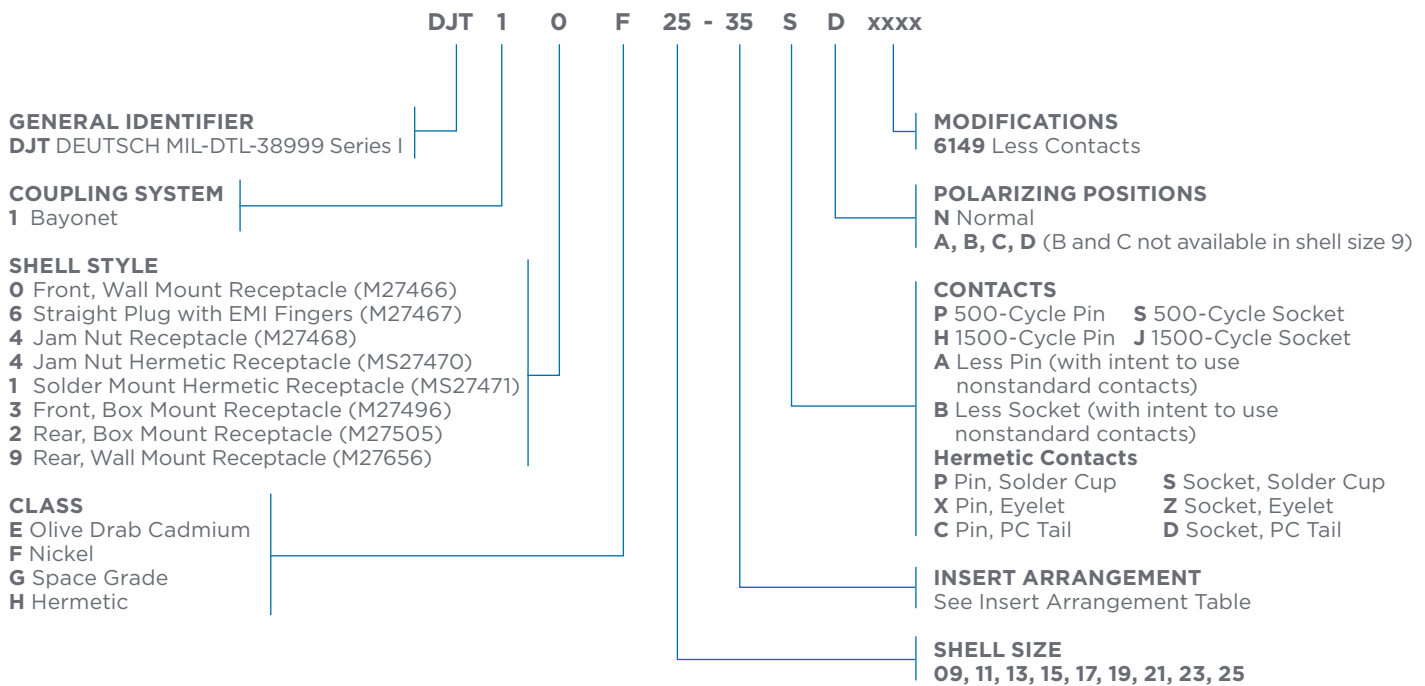 DJT 1 0 F 25 - 35 S D xxxx
GENERAL IDENTIFIER
DJT DEUTSCH MIL-DTL-38999 Series I
COUPLING SYSTEM
1 Bayonet
SHELL STYLE
0 Front, Wall Mount Receptacle (M27466)
6 Straight Plug with EMI Fingers (M27467)
4 Jam Nut Receptacle (M27468)
4 Jam Nut Hermetic Receptacle (MS27470)
1 Solder Mount Hermetic Receptacle (MS27471)
3 Front, Box Mount Receptacle (M27496)
2 Rear, Box Mount Receptacle (M27505)
9 Rear, Wall Mount Receptacle (M27656)
CLASS
E Olive Drab Cadmium
F Nickel
G Space Grade
H Hermetic
MODIFICATIONS
6149 Less Contacts
POLARIZING POSITIONS
N Normal
A, B, C, D (B and C not available in shell size 9)
CONTACTS
P 500-Cycle Pin S 500-Cycle Socket
H 1500-Cycle Pin J 1500-Cycle Socket
A Less Pin (with intent to use
nonstandard contacts)
B Less Socket (with intent to use
nonstandard contacts)
Hermetic Contacts
P Pin, Solder Cup S Socket, Solder Cup
X Pin, Eyelet Z Socket, Eyelet
C Pin, PC Tail D Socket, PC Tail
INSERT ARRANGEMENT
See Insert Arrangement Table
SHELL SIZE
09, 11, 13, 15, 17, 19, 21, 23, 25